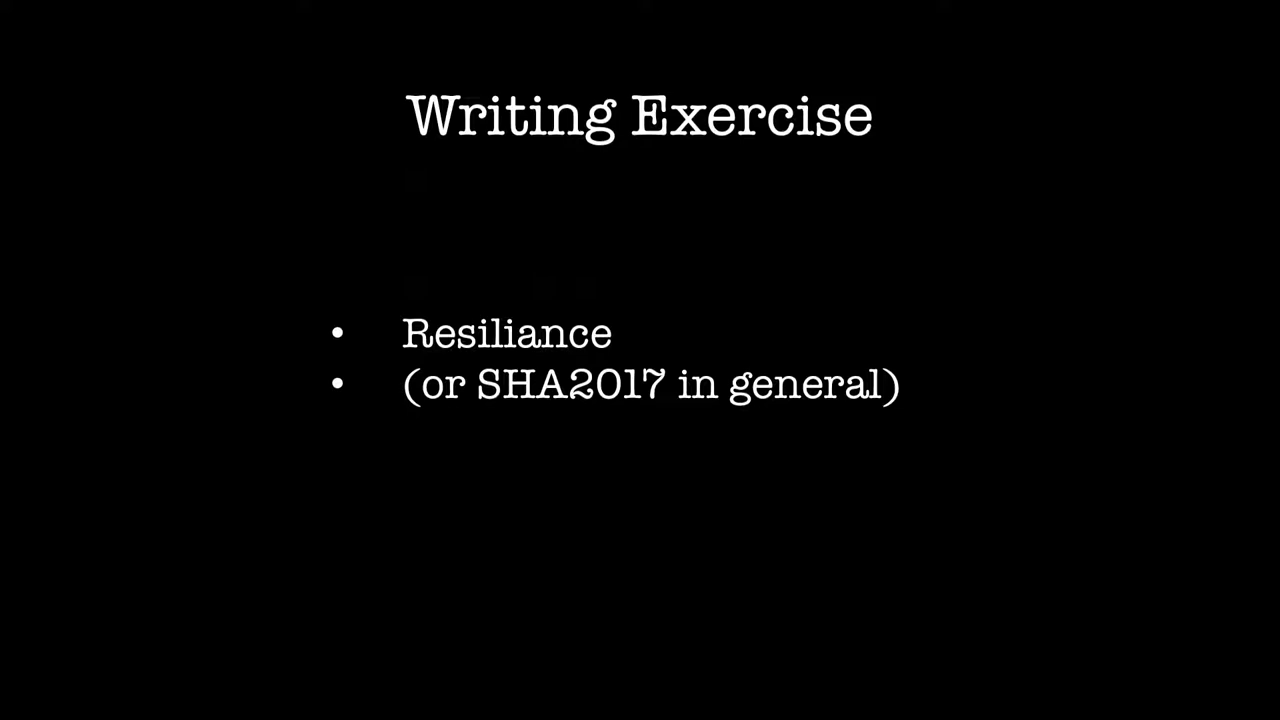 Writing Exercise
• Resiliance
• (or SHA2017 in general)